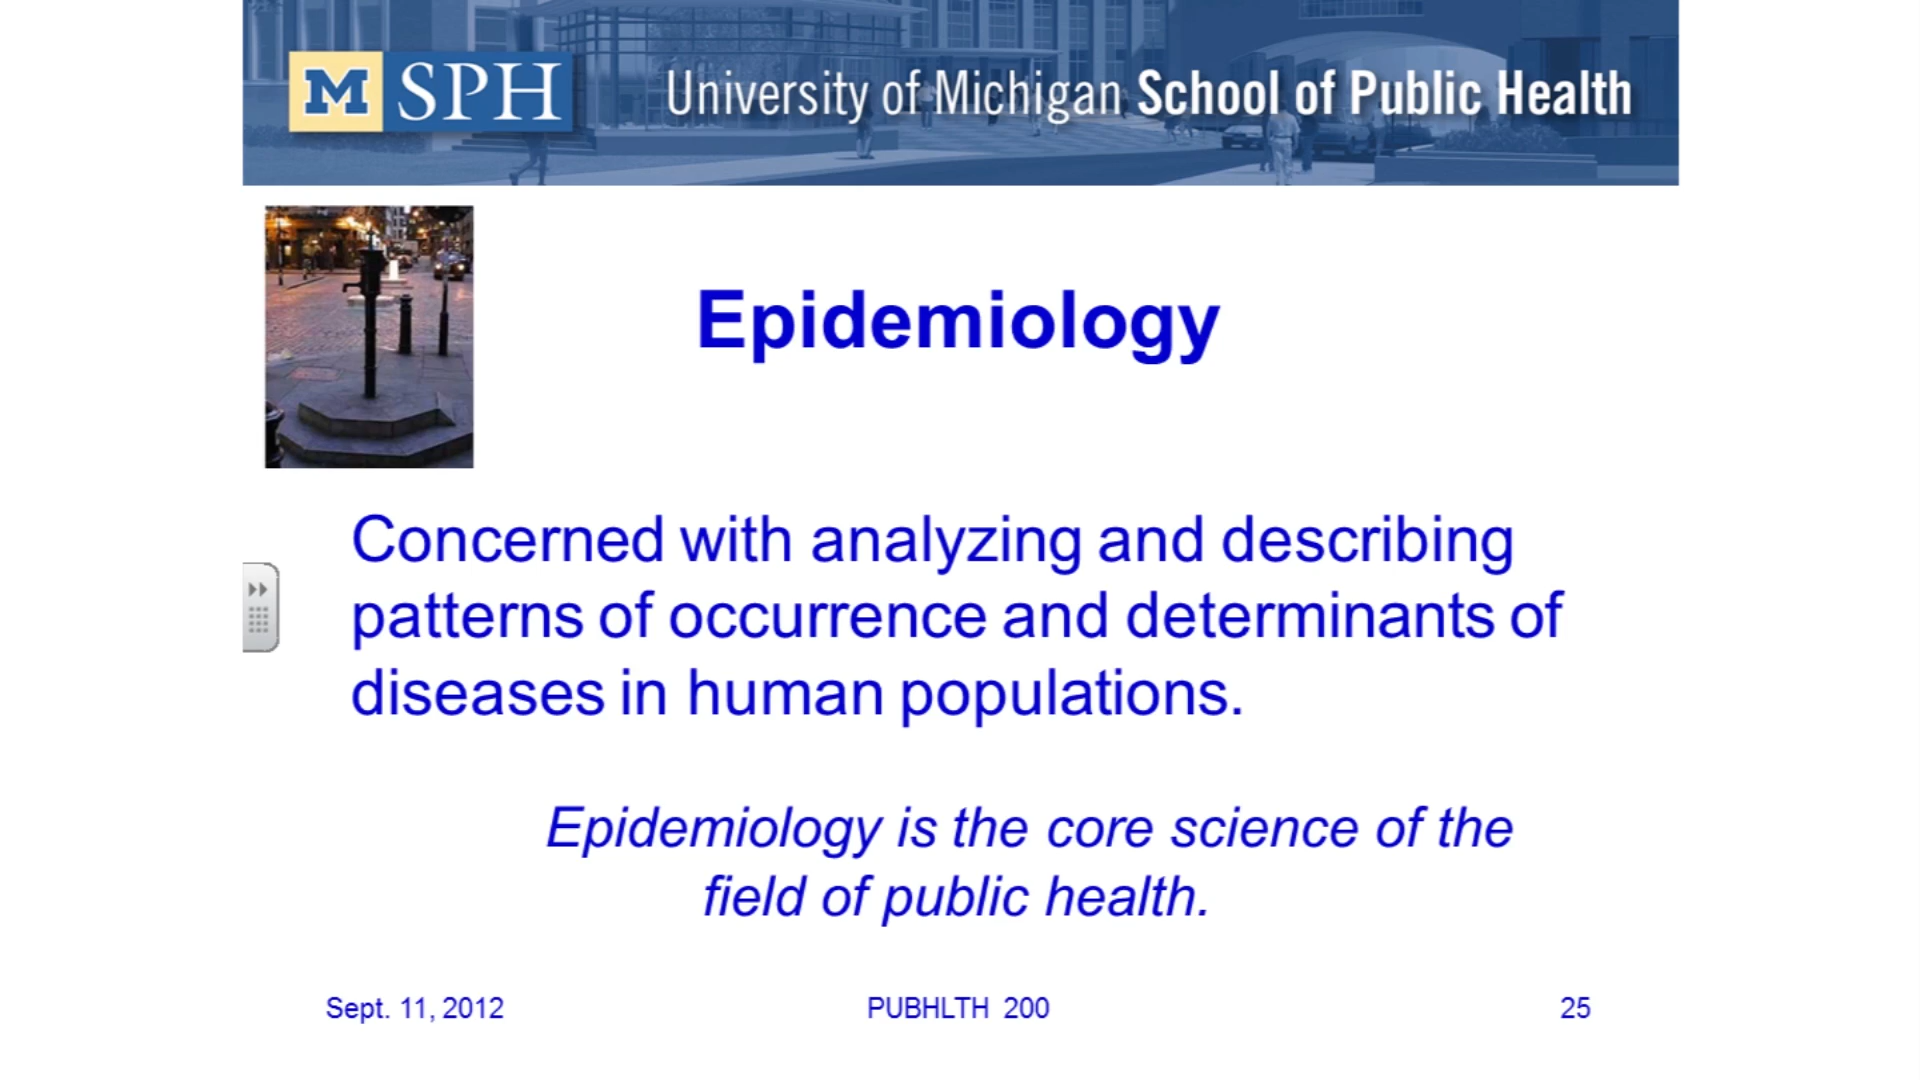 M SPH
University of Michigan School of Public Health
Epidemiology
Concerned with analyzing and describing
patterns of occurrence and determinants of
diseases in human populations.
Epidemiology is the core science of the
field of public health.
Sept. 11, 2012
PUBHLTH 200
25